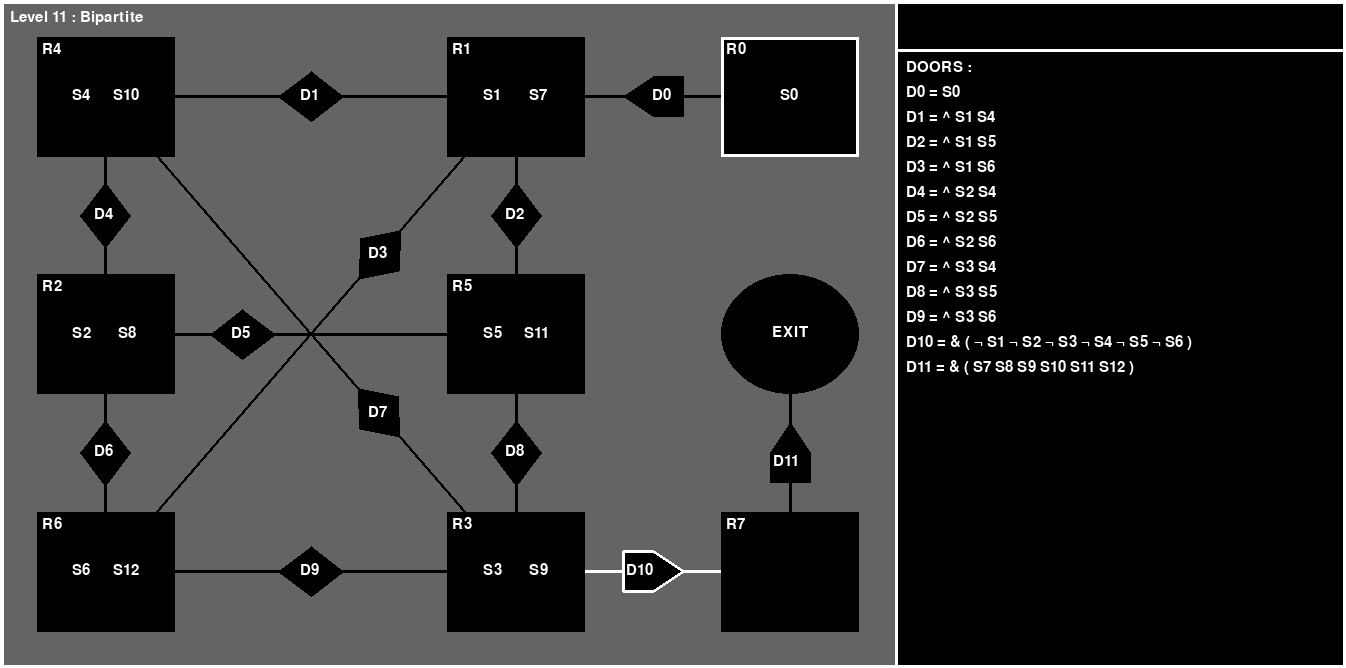 Level 11 : Bipartite
R4
S4 S10
D1
R1
S1 S7
D0
R0
S0
D4
D3
D2
R2
S2 S8
D5
R5
S5 S11
EXIT
D7
D6
D8
D11
R6
S6 S12
D9
R3
S3 S9
D10
R7
DOORS :
D0 = S0
D1 = ^ S1 S4
D2 = ^ S1 S5
D3 = ^ S1 S6
D4 = ^ S2 S4
D5 = ^ S2 S5
D6 = ^ S2 S6
D7 = ^ S3 S4
D8 = ^ S3 S5
D9 = ^ S3 S6
D10 = & ( ¬ S1 ¬ S2 ¬ S3 ¬ S4 ¬ S5 ¬ S6 )
D11 = & ( S7 S8 S9 S10 S11 S12 )